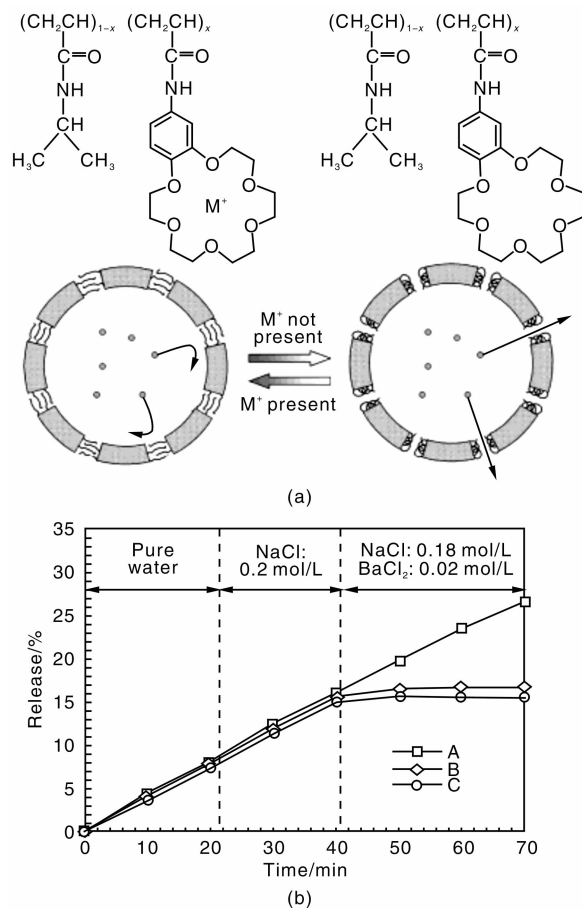 (CH₂CH)₁₋ₓ (CH₂CH)ₓ (CH₂CH)₁₋ₓ (CH₂CH)ₓ
C=O C=O C=O C=O
NH NH NH NH
CH CH
H₃C CH₃ H₃C CH₃
O O O O
O M⁺ O O O
O O O O
M⁺ not
present
M⁺ present
(a)
35
30
25
20
15
10
5
0
Release/%
Pure
water
NaCl:
0.2 mol/L
NaCl: 0.18 mol/L
BaCl₂: 0.02 mol/L
A
B
C
0 10 20 30 40 50 60 70
Time/min
(b)